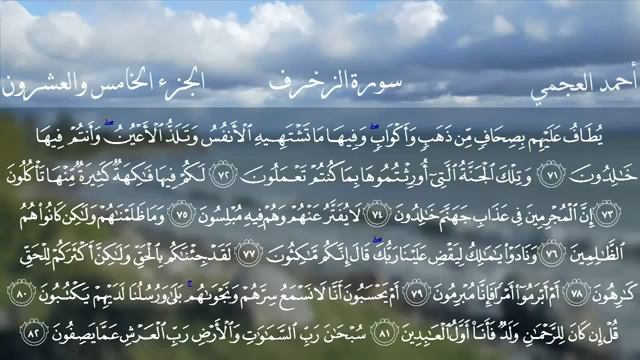 أحمد العجمي سورة الزخرف الجزء الخامس والعشرون
يُطَافُ عَلَيْهِم بِصِحَافٍ مِّن ذَهَبٍ وَأَكْوَابٍ ۖ وَفِيهَا مَا تَشْتَهِيهِ الْأَنفُسُ وَتَلَذُّ الْأَعْيُنُ ۖ وَأَنتُمْ فِيهَا
خَالِدُونَ ﴿٧١﴾ وَتِلْكَ الْجَنَّةُ الَّتِي أُورِثْتُمُوهَا بِمَا كُنتُمْ تَعْمَلُونَ ﴿٧٢﴾ لَكُمْ فِيهَا فَاكِهَةٌ كَثِيرَةٌ مِّنْهَا تَأْكُلُونَ
﴿٧٣﴾ إِنَّ الْمُجْرِمِينَ فِي عَذَابِ جَهَنَّمَ خَالِدُونَ ﴿٧٤﴾ لَا يُفَتَّرُ عَنْهُمْ وَهُمْ فِيهِ مُبْلِسُونَ ﴿٧٥﴾ وَمَا ظَلَمْنَاهُمْ وَلَٰكِن كَانُوا هُمُ
الظَّالِمِينَ ﴿٧٦﴾ وَنَادَوْا يَا مَالِكُ لِيَقْضِ عَلَيْنَا رَبُّكَ ۖ قَالَ إِنَّكُم مَّاكِثُونَ ﴿٧٧﴾ لَقَدْ جِئْنَاكُم بِالْحَقِّ وَلَٰكِنَّ أَكْثَرَكُمْ لِلْحَقِّ
كَارِهُونَ ﴿٧٨﴾ أَمْ أَبْرَمُوا أَمْرًا فَإِنَّا مُبْرِمُونَ ﴿٧٩﴾ أَمْ يَحْسَبُونَ أَنَّا لَا نَسْمَعُ سِرَّهُمْ وَنَجْوَاهُم ۚ بَلَىٰ وَرُسُلُنَا لَدَيْهِمْ يَكْتُبُونَ ﴿٨٠﴾
قُلْ إِن كَانَ لِلرَّحْمَٰنِ وَلَدٌ فَأَنَا أَوَّلُ الْعَابِدِينَ ﴿٨١﴾ سُبْحَانَ رَبِّ السَّمَاوَاتِ وَالْأَرْضِ رَبِّ الْعَرْشِ عَمَّا يَصِفُونَ ﴿٨٢﴾